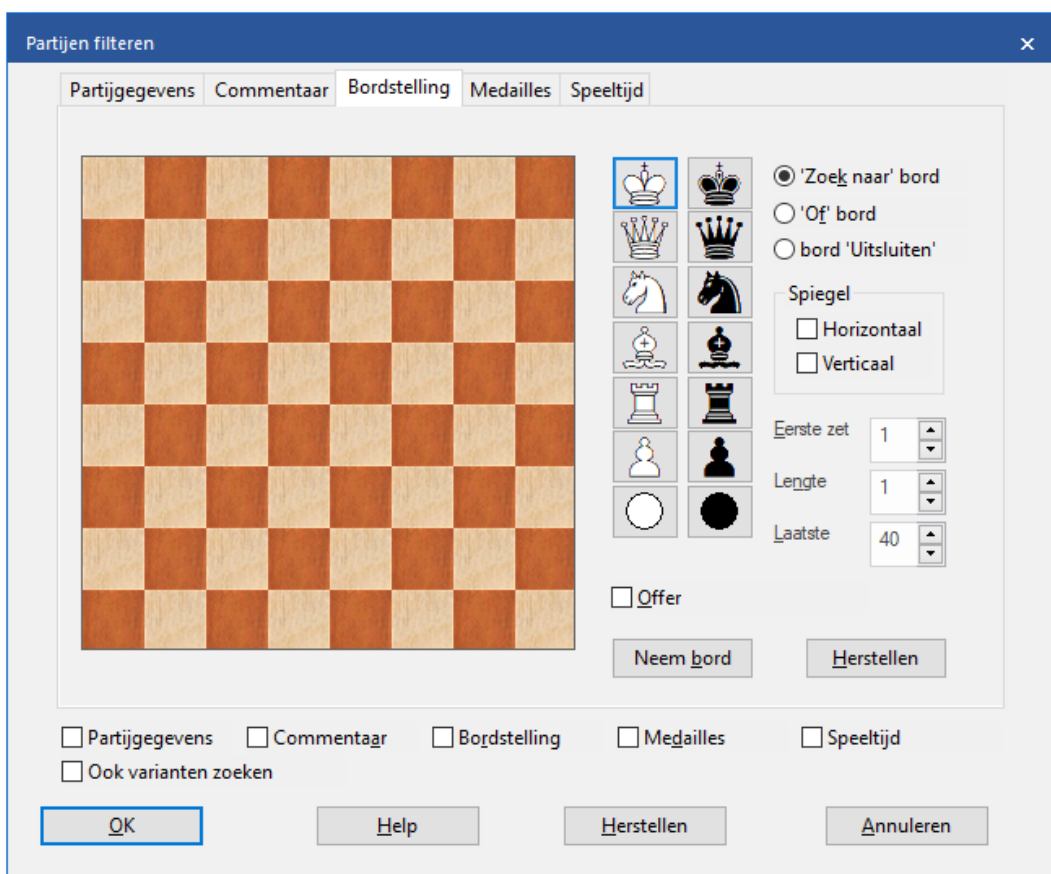 Partijen filteren
Partijgegevens Commentaar Bordstelling Medailles Speeltijd
'Zoek naar' bord
'Of' bord
bord 'Uitsluiten'
Spiegel
Horizontaal
Verticaal
Eerste zet 1
Lengte 1
Laatste 40
Offer
Neem bord Herstellen
Partijgegevens Commentaar Bordstelling Medailles Speeltijd
Ook varianten zoeken
OK Help Herstellen Annuleren